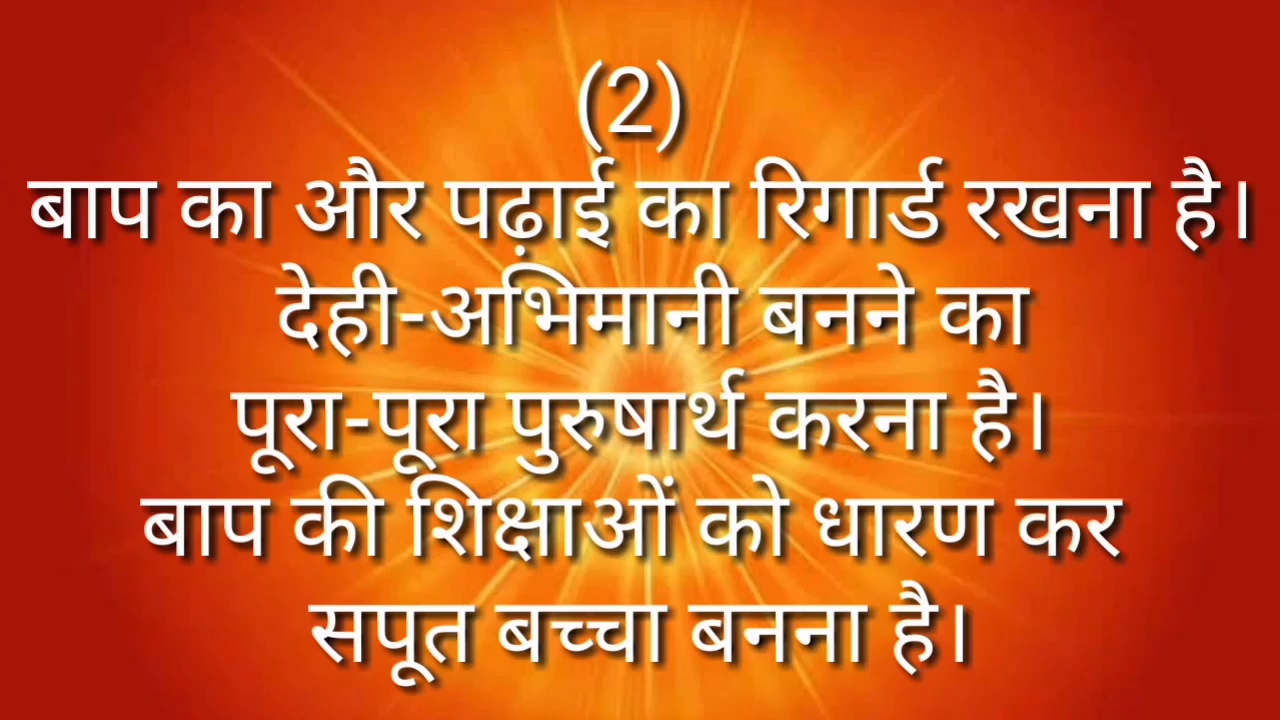 (2)
बाप का और पढ़ाई का रिगार्ड रखना है।
देही-अभिमानी बनने का
पूरा-पूरा पुरुषार्थ करना है।
बाप की शिक्षाओं को धारण कर
सपूत बच्चा बनना है।